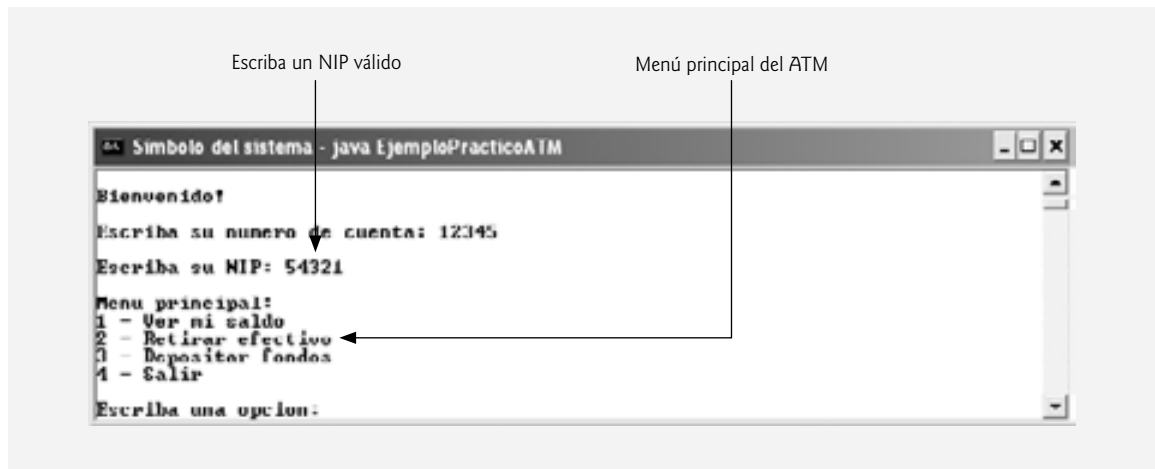 Escriba un NIP válido
Menú principal del ATM
Símbolo del sistema - java EjemploPracticoATM
Bienvenido!
Escriba su numero de cuenta: 12345
Escriba su NIP: 54321
Menu principal:
1 - Ver mi saldo
2 - Retirar efectivo
3 - Depositar fondos
4 - Salir
Escriba una opcion: